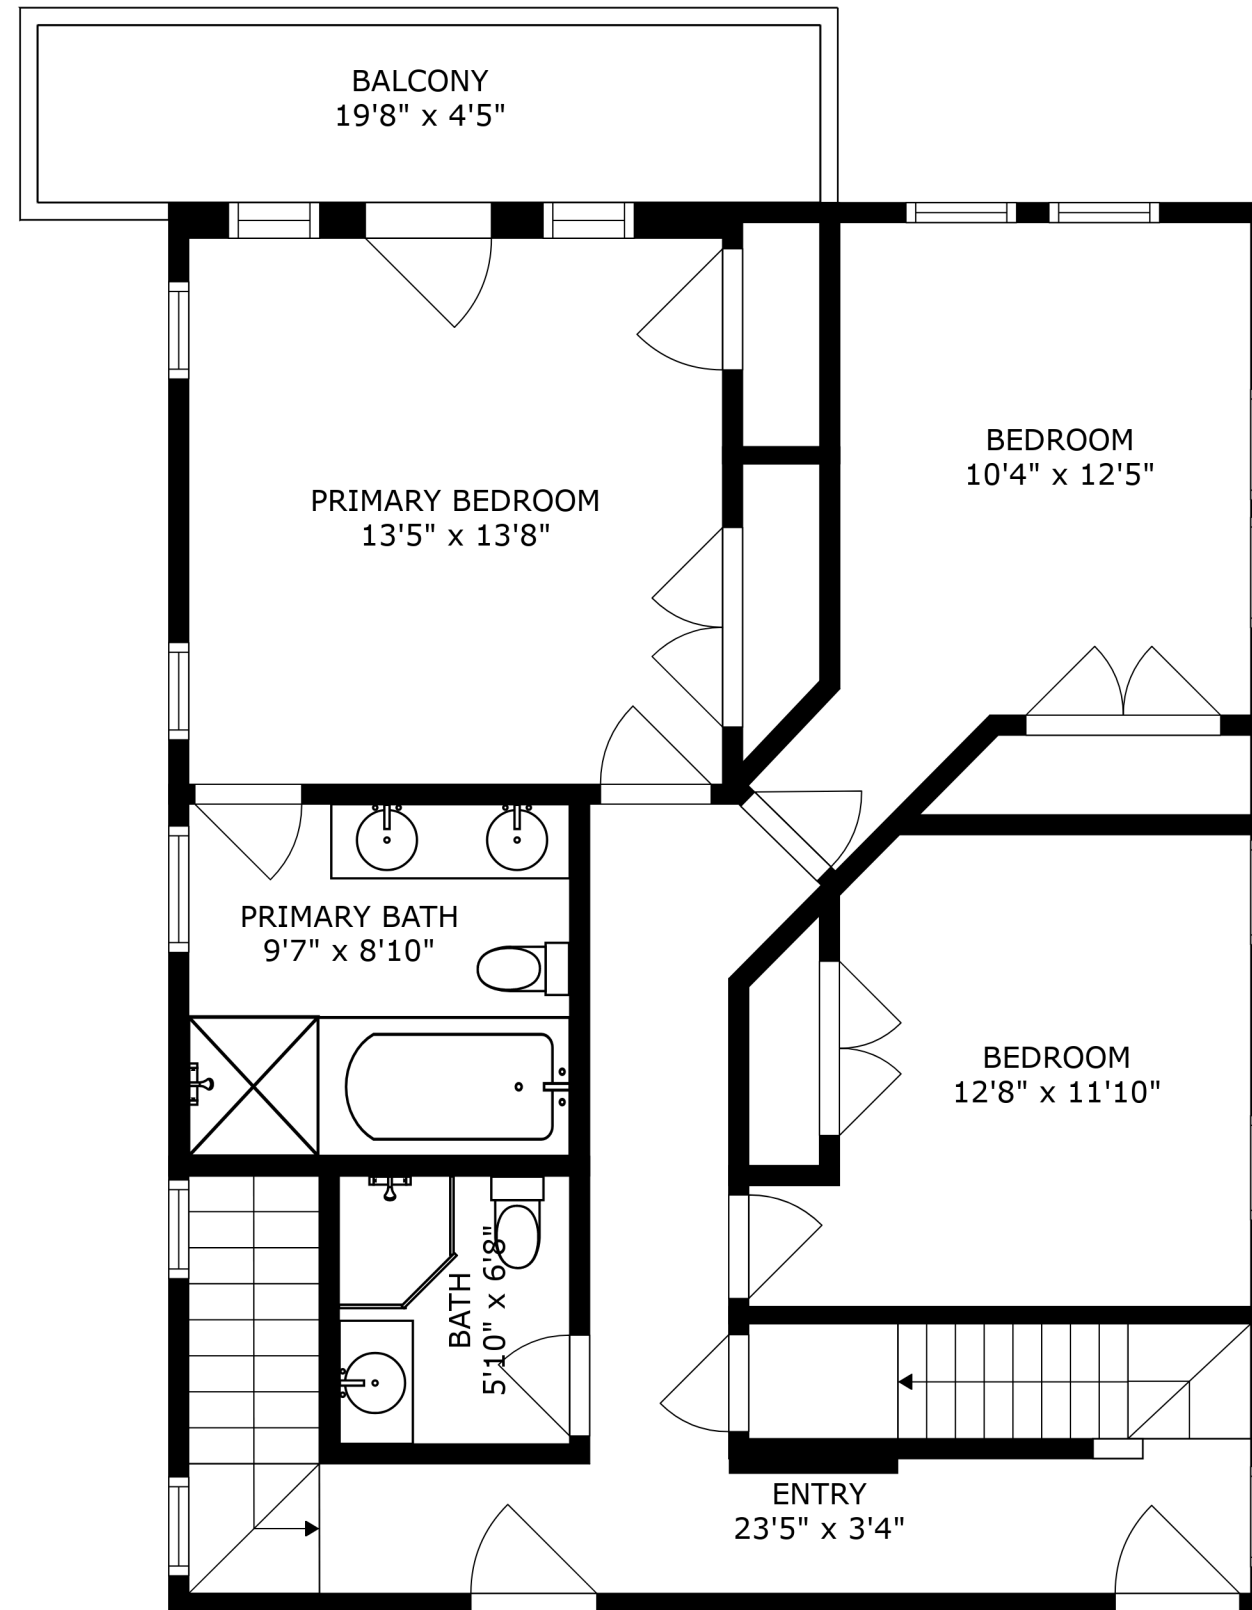 BALCONY
19'8" x 4'5"
BEDROOM
10'4" x 12'5"
PRIMARY BEDROOM
13'5" x 13'8"
PRIMARY BATH
9'7" x 8'10"
BEDROOM
12'8" x 11'10"
BATH
5'10" x 6'8"
ENTRY
23'5" x 3'4"